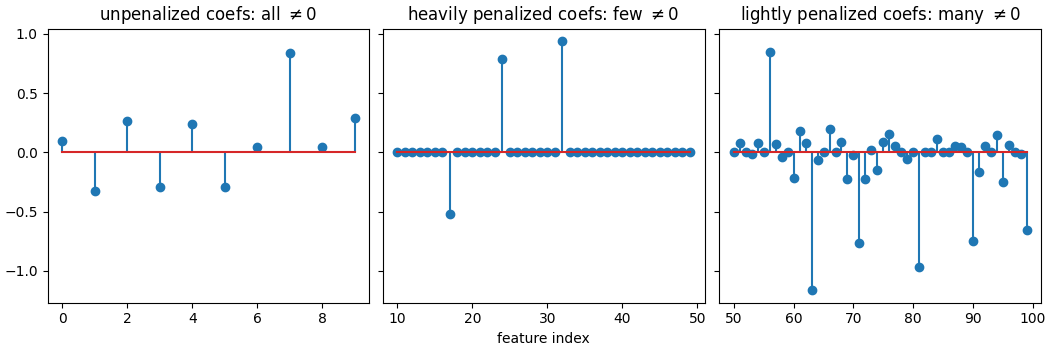 unpenalized coefs: all ≠0
heavily penalized coefs: few ≠0
lightly penalized coefs: many ≠0
1.0
0.5
0.0
−0.5
−1.0
0 2 4 6 8
10 20 30 40 50
50 60 70 80 90 100
feature index